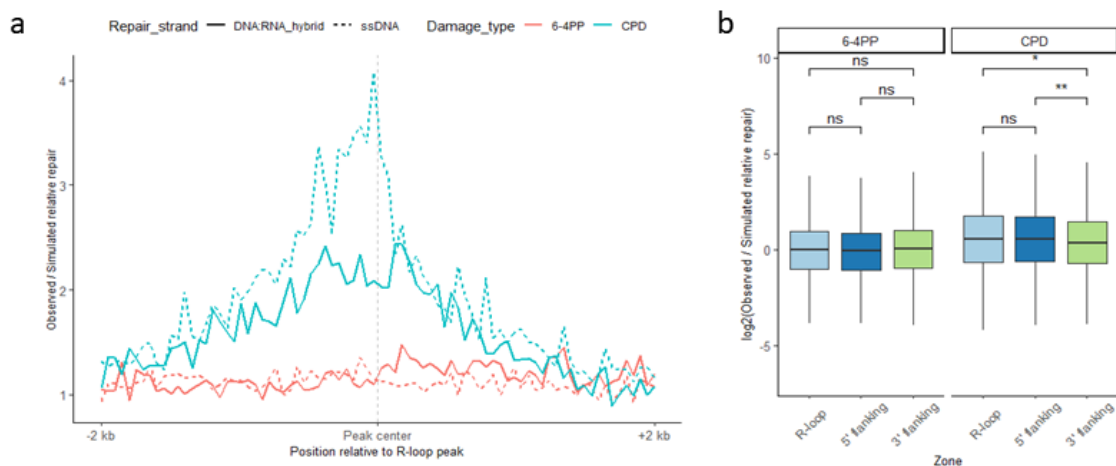 a
Repair_strand DNA:RNA_hybrid ssDNA Damage_type 6-4PP CPD
Observed / Simulated relative repair
4
3
2
1
-2 kb Peak center +2 kb
Position relative to R-loop peak
b
6-4PP CPD
log2(Observed / Simulated relative repair)
10
5
0
-5
ns *
ns **
ns ns
R-loop 5' flanking 3' flanking R-loop 5' flanking 3' flanking
Zone